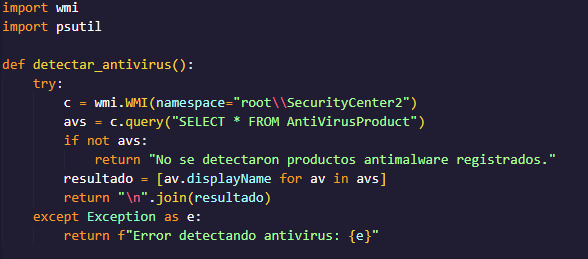 import wmi
import psutil

def detectar_antivirus():
    try:
        c = wmi.WMI(namespace="root\\SecurityCenter2")
        avs = c.query("SELECT * FROM AntiVirusProduct")
        if not avs:
            return "No se detectaron productos antimalware registrados."
        resultado = [av.displayName for av in avs]
        return "\n".join(resultado)
    except Exception as e:
        return f"Error detectando antivirus: {e}"